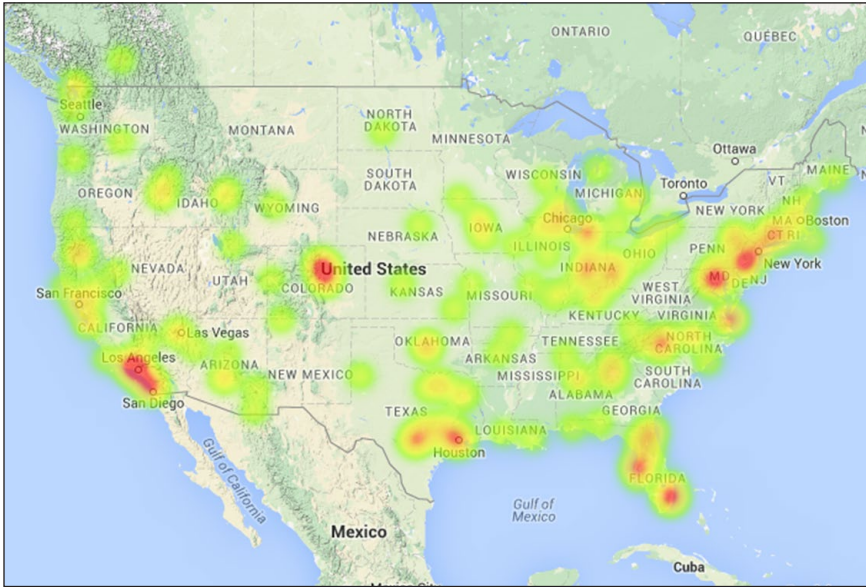 ONTARIO
QUÉBEC
Seattle
WASHINGTON
MONTANA
NORTH
DAKOTA
MINNESOTA
Ottawa
MAINE
OREGON
IDAHO
WYOMING
SOUTH
DAKOTA
WISCONSIN
MICHIGAN
Toronto
VT
NH
NEW YORK
MA
Boston
CT
RI
Chicago
IOWA
NEBRASKA
ILLINOIS
OHIO
PENN
INDIANA
New York
NEVADA
UTAH
United States
COLORADO
KANSAS
MISSOURI
WEST
VIRGINIA
MD
DE
NJ
San Francisco
CALIFORNIA
Las Vegas
KENTUCKY
VIRGINIA
Los Angeles
ARIZONA
NEW MEXICO
OKLAHOMA
ARKANSAS
TENNESSEE
NORTH
CAROLINA
MISSISSIPPI
SOUTH
CAROLINA
San Diego
TEXAS
LOUISIANA
ALABAMA
GEORGIA
Houston
FLORIDA
Gulf of California
Gulf of
Mexico
Mexico
Cuba